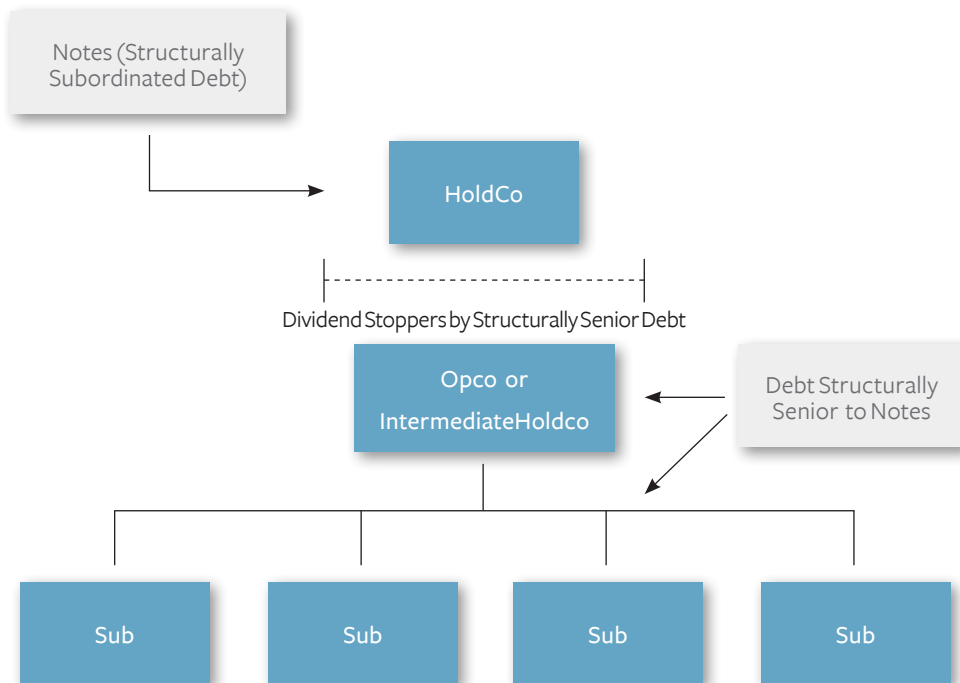 Notes (Structurally
Subordinated Debt)
HoldCo
Dividend Stoppers by Structurally Senior Debt
Opco or
IntermediateHoldco
Debt Structurally
Senior to Notes
Sub
Sub
Sub
Sub